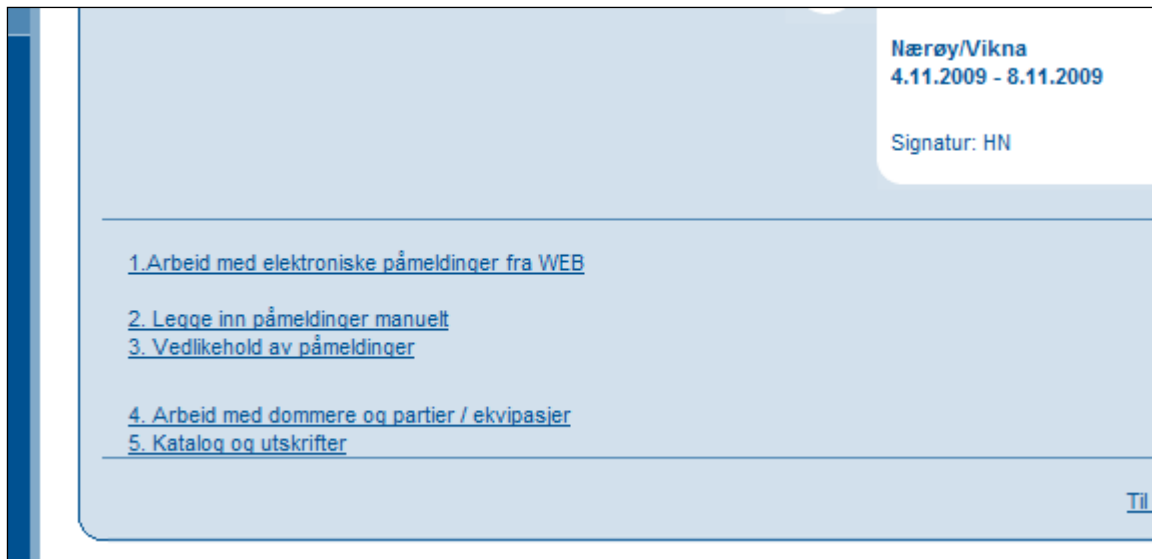 Nærøy/Vikna
4.11.2009 - 8.11.2009
Signatur: HN
1.Arbeid med elektroniske påmeldinger fra WEB
2. Legge inn påmeldinger manuelt
3. Vedlikehold av påmeldinger
4. Arbeid med dommere og partier / ekvipasjer
5. Katalog og utskrifter
Til